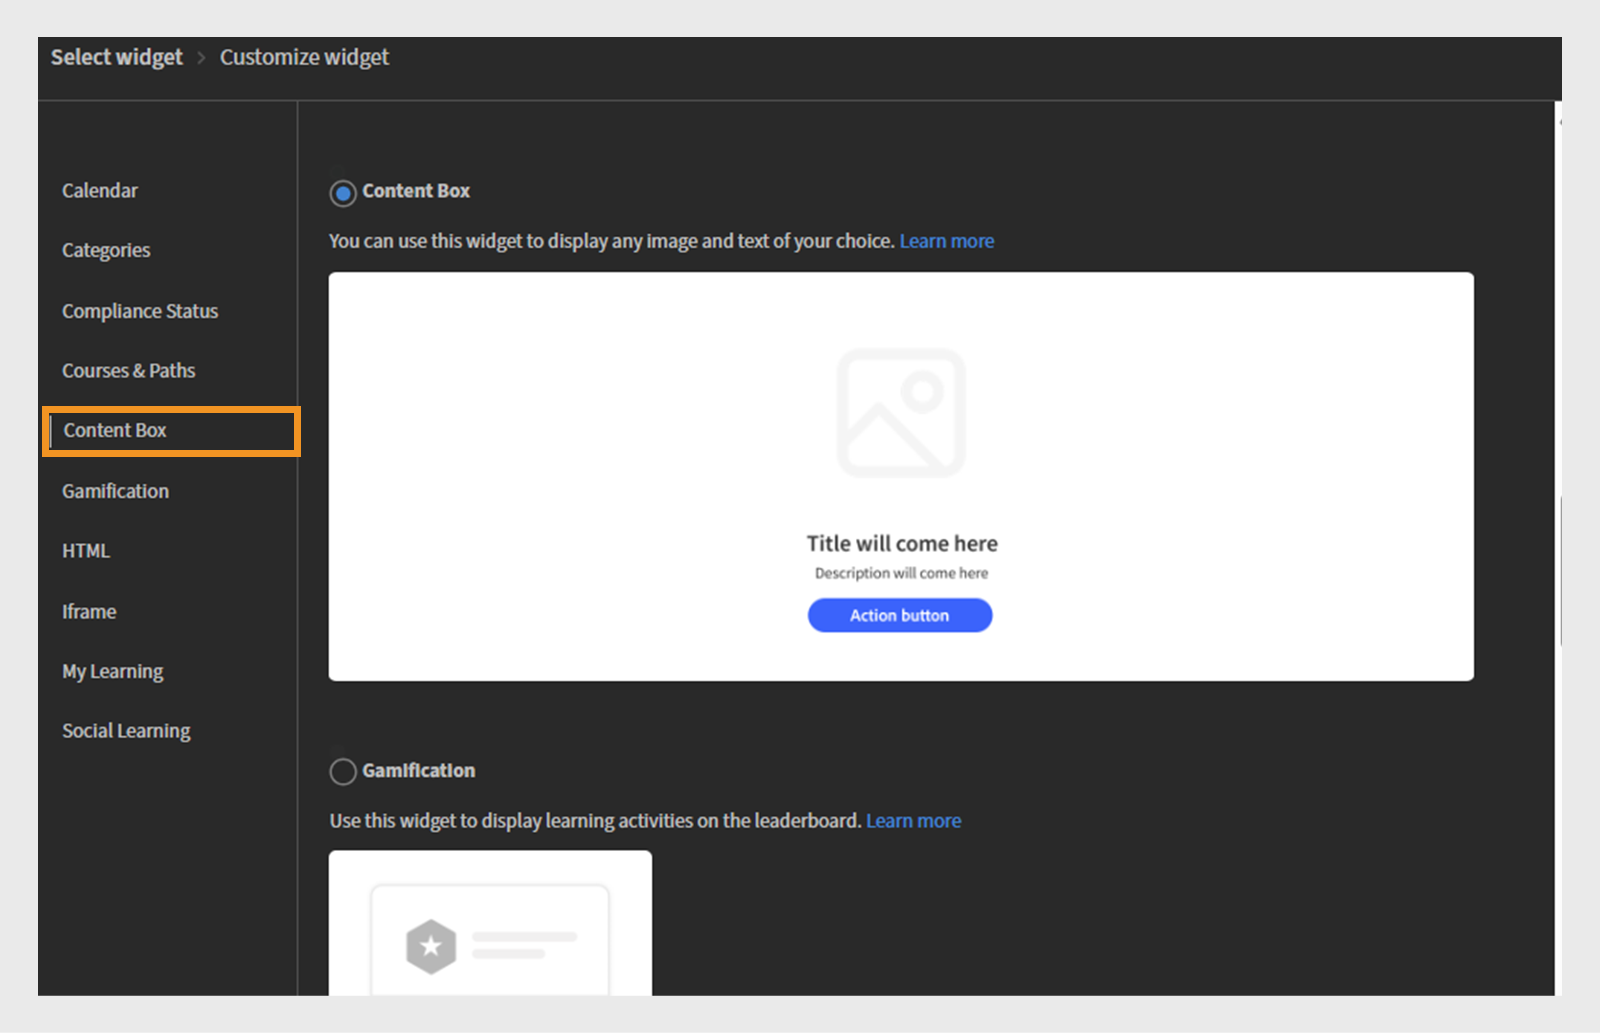 Select widget > Customize widget
Calendar
Categories
Compliance Status
Courses & Paths
Content Box
Gamification
HTML
Iframe
My Learning
Social Learning
Content Box
You can use this widget to display any image and text of your choice. Learn more
Title will come here
Description will come here
Action button
Gamification
Use this widget to display learning activities on the leaderboard. Learn more